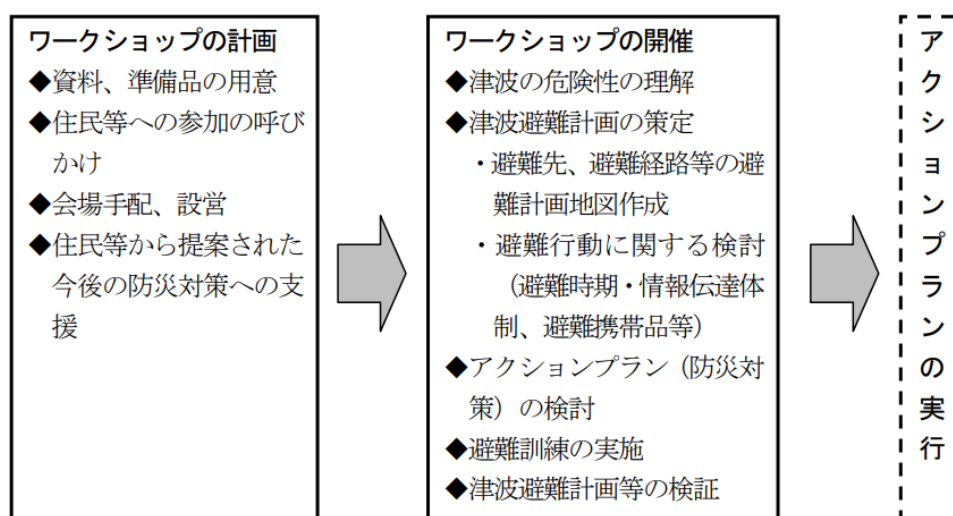 ワークショップの計画
◆資料、準備品の用意
◆住民等への参加の呼び
かけ
◆会場手配、設営
◆住民等から提案された
今後の防災対策への支
援
ワークショップの開催
◆津波の危険性の理解
◆津波避難計画の策定
・避難先、避難経路等の避
難計画地図作成
・避難行動に関する検討
（避難時期・情報伝達体
制、避難携帯品等）
◆アクションプラン（防災対
策）の検討
◆避難訓練の実施
◆津波避難計画等の検証
アクションプランの実行